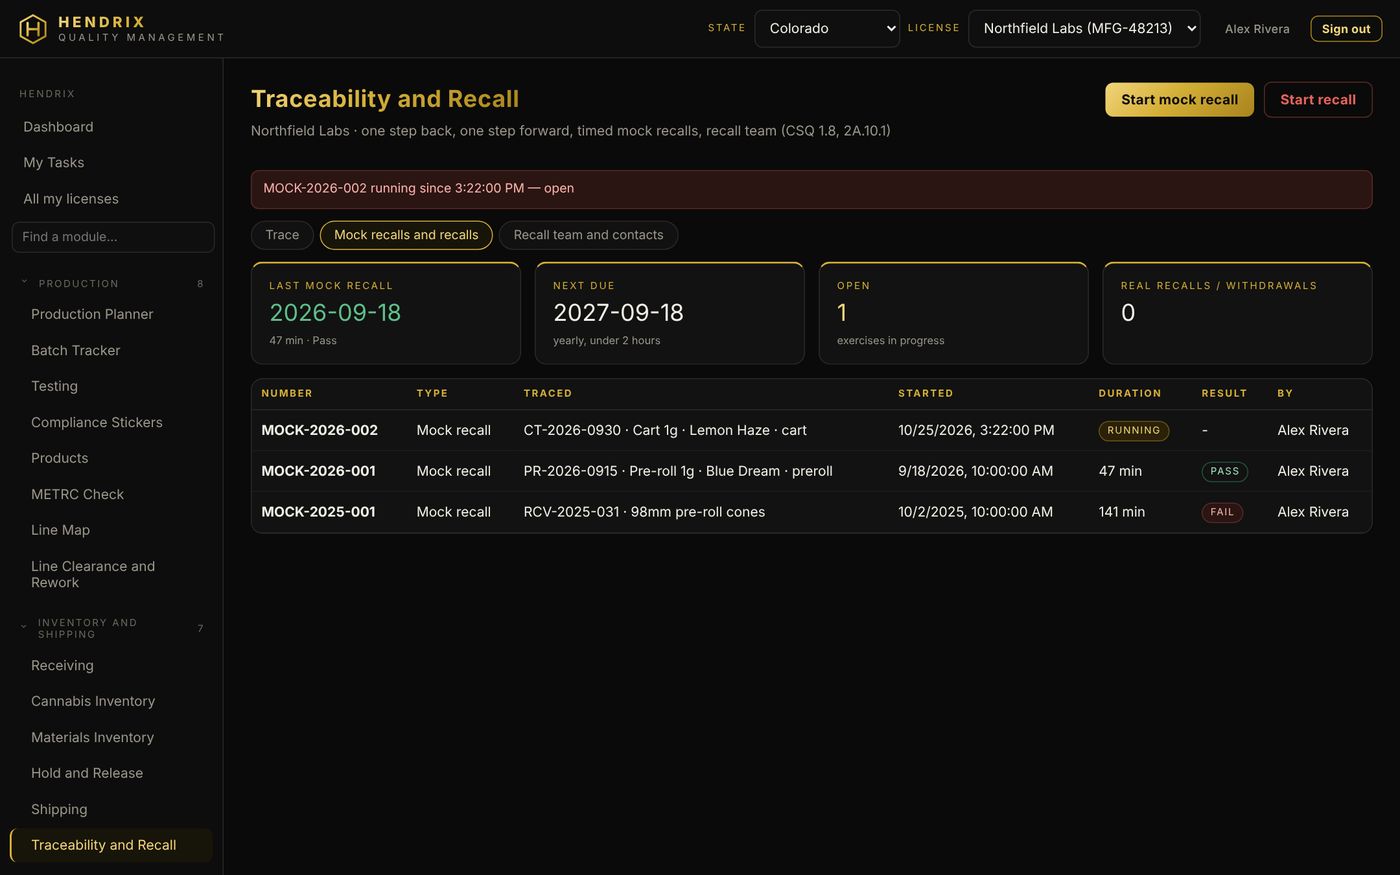 HENDRIX
QUALITY MANAGEMENT
STATE
Colorado
LICENSE
Northfield Labs (MFG-48213)
Alex Rivera
Sign out
HENDRIX
Dashboard
My Tasks
All my licenses
Find a module...
PRODUCTION 8
Production Planner
Batch Tracker
Testing
Compliance Stickers
Products
METRC Check
Line Map
Line Clearance and
Rework
INVENTORY AND
SHIPPING 7
Receiving
Cannabis Inventory
Materials Inventory
Hold and Release
Shipping
Traceability and Recall
Traceability and Recall
Start mock recall
Start recall
Northfield Labs · one step back, one step forward, timed mock recalls, recall team (CSQ 1.8, 2A.10.1)
MOCK-2026-002 running since 3:22:00 PM — open
Trace
Mock recalls and recalls
Recall team and contacts
LAST MOCK RECALL
2026-09-18
47 min · Pass
NEXT DUE
2027-09-18
yearly, under 2 hours
OPEN
1
exercises in progress
REAL RECALLS / WITHDRAWALS
0
NUMBER TYPE TRACED STARTED DURATION RESULT BY
MOCK-2026-002 Mock recall CT-2026-0930 · Cart 1g · Lemon Haze · cart 10/25/2026, 3:22:00 PM RUNNING - Alex Rivera
MOCK-2026-001 Mock recall PR-2026-0915 · Pre-roll 1g · Blue Dream · preroll 9/18/2026, 10:00:00 AM 47 min PASS Alex Rivera
MOCK-2025-001 Mock recall RCV-2025-031 · 98mm pre-roll cones 10/2/2025, 10:00:00 AM 141 min FAIL Alex Rivera